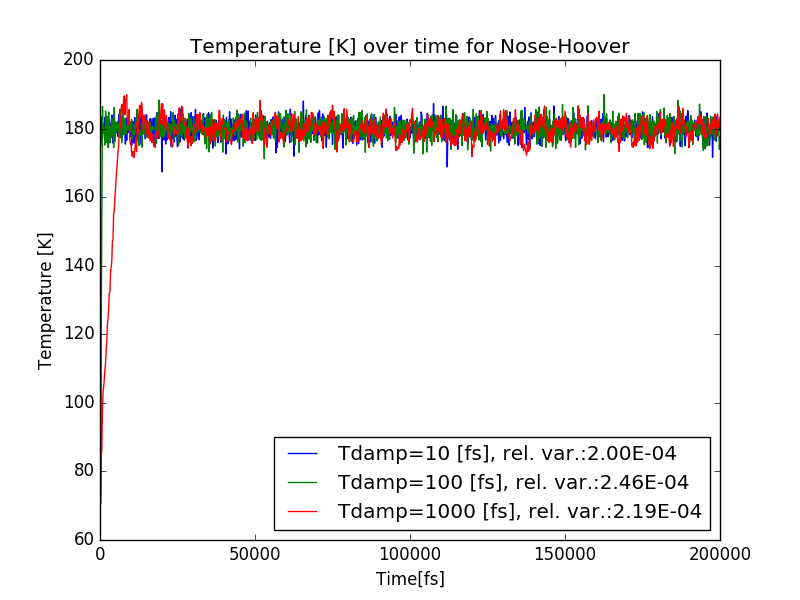 Temperature [K] over time for Nose-Hoover
200
180
160
140
120
100
80
60
Temperature [K]
Tdamp=10 [fs], rel. var.:2.00E-04
Tdamp=100 [fs], rel. var.:2.46E-04
Tdamp=1000 [fs], rel. var.:2.19E-04
0 50000 100000 150000 200000
Time[fs]